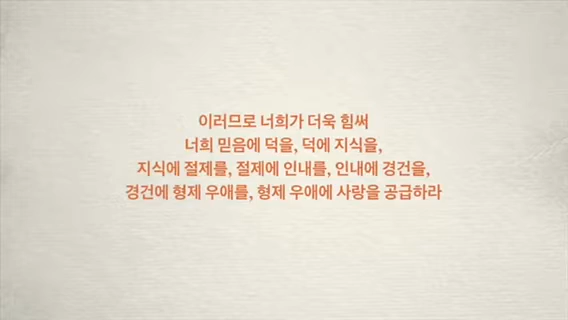 이러므로 너희가 더욱 힘써
너희 믿음에 덕을, 덕에 지식을,
지식에 절제를, 절제에 인내를, 인내에 경건을,
경건에 형제 우애를, 형제 우애에 사랑을 공급하라